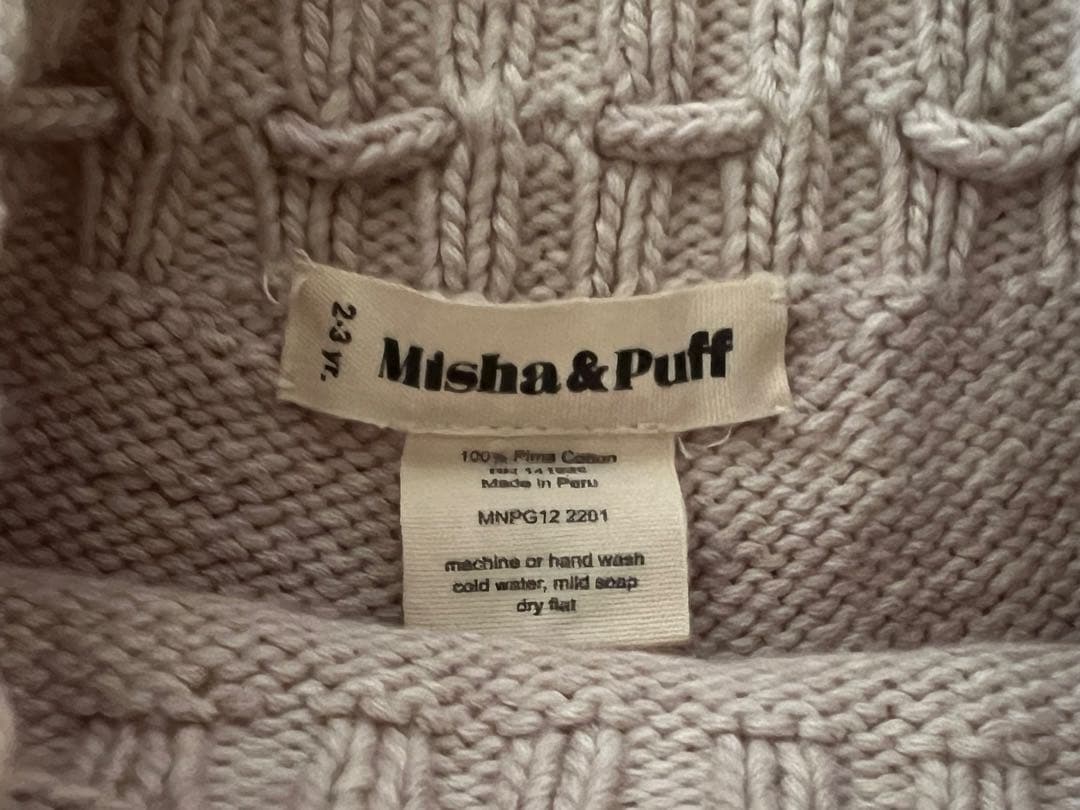 2-3 yr.
Misha&Puff
100% Pima Cotton
Made in Peru
MNPG12 2201
machine or hand wash
cold water, mild soap
dry flat